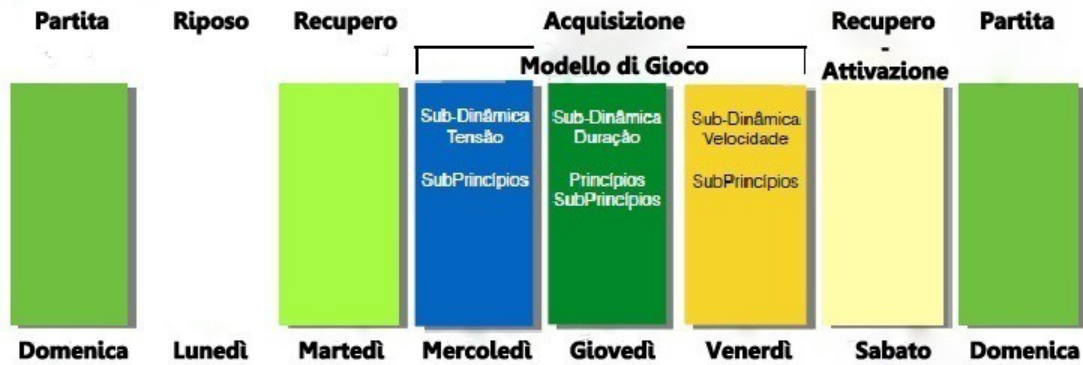 Partita Riposo Recupero Acquisizione Recupero Partita
-
Modello di Gioco Attivazione
Sub-Dinâmica
Tensão
SubPrincípios
Sub-Dinâmica
Duração
Princípios
SubPrincípios
Sub-Dinâmica
Velocidade
SubPrincípios
Domenica Lunedì Martedì Mercoledì Giovedì Venerdì Sabato Domenica